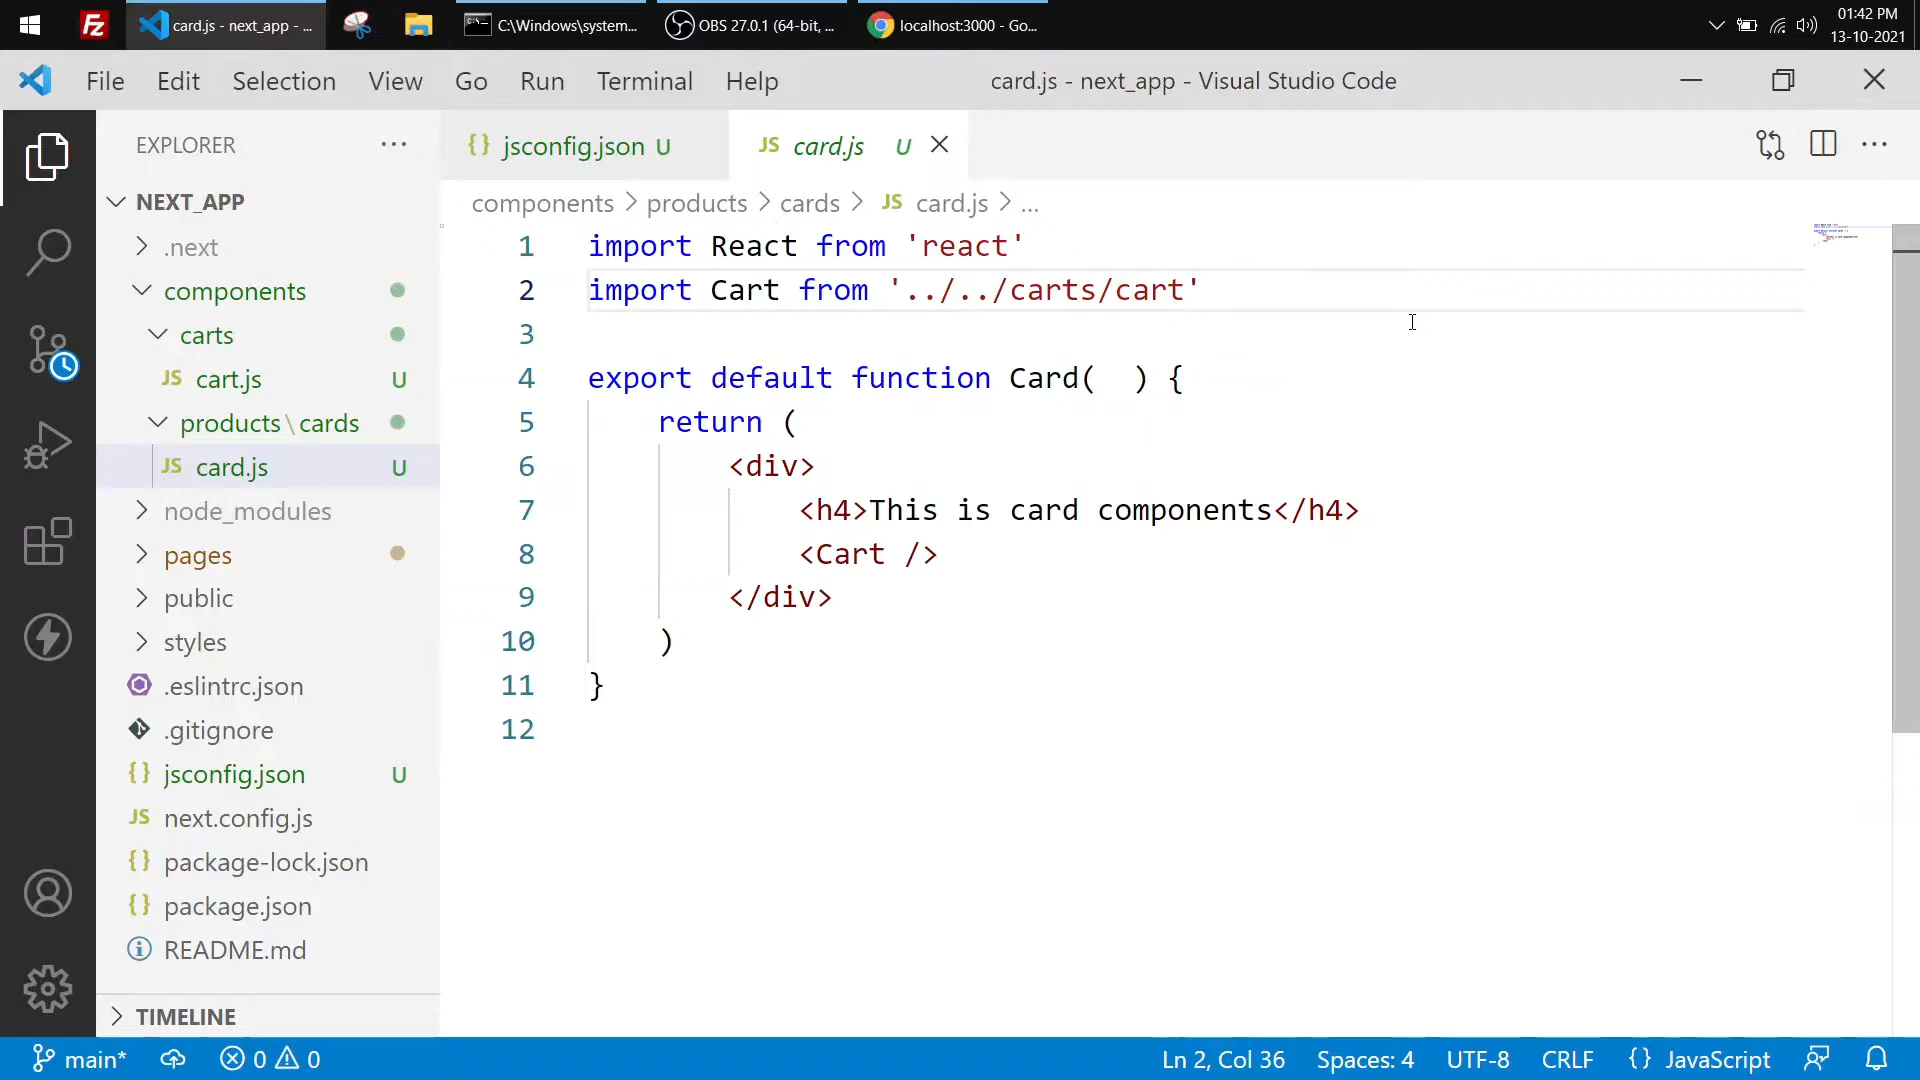 card.js - next_app - ...
C:\Windows\system...
OBS 27.0.1 (64-bit, ...
localhost:3000 - Go...
01:42 PM
13-10-2021
File Edit Selection View Go Run Terminal Help
card.js - next_app - Visual Studio Code
EXPLORER
NEXT_APP
.next
components
carts
JS cart.js U
products\cards
JS card.js U
node_modules
pages
public
styles
.eslintrc.json
.gitignore
{} jsconfig.json U
JS next.config.js
{} package-lock.json
{} package.json
README.md
TIMELINE
{} jsconfig.json U
JS card.js U
components > products > cards > JS card.js > ...
1 import React from 'react'
2 import Cart from '../../carts/cart'
3
4 export default function Card(  ) {
5 return (
6 <div>
7 <h4>This is card components</h4>
8 <Cart />
9 </div>
10 )
11 }
12
main* 0 0
Ln 2, Col 36 Spaces: 4 UTF-8 CRLF {} JavaScript